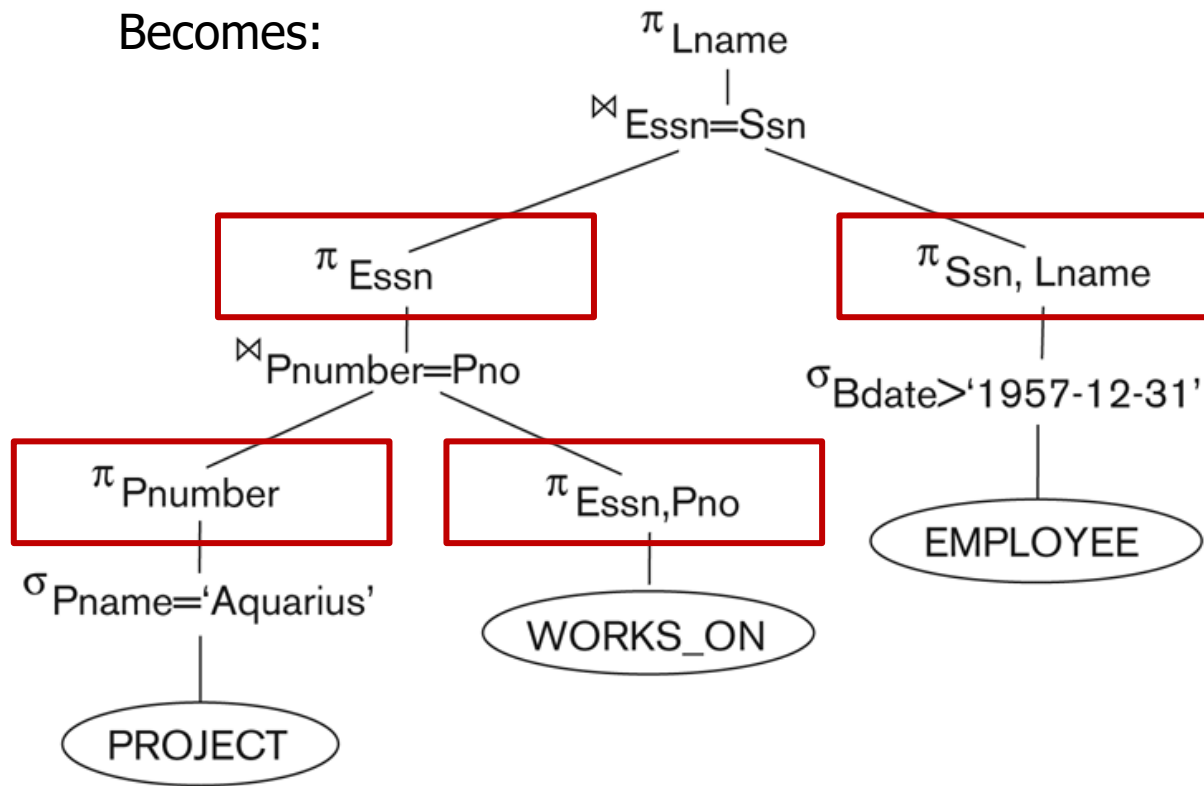 Becomes:
π Lname
⋈ Essn=Ssn
π Essn
π Ssn, Lname
⋈ Pnumber=Pno
σ Bdate>‘1957-12-31’
π Pnumber
π Essn,Pno
EMPLOYEE
σ Pname=‘Aquarius’
WORKS_ON
PROJECT